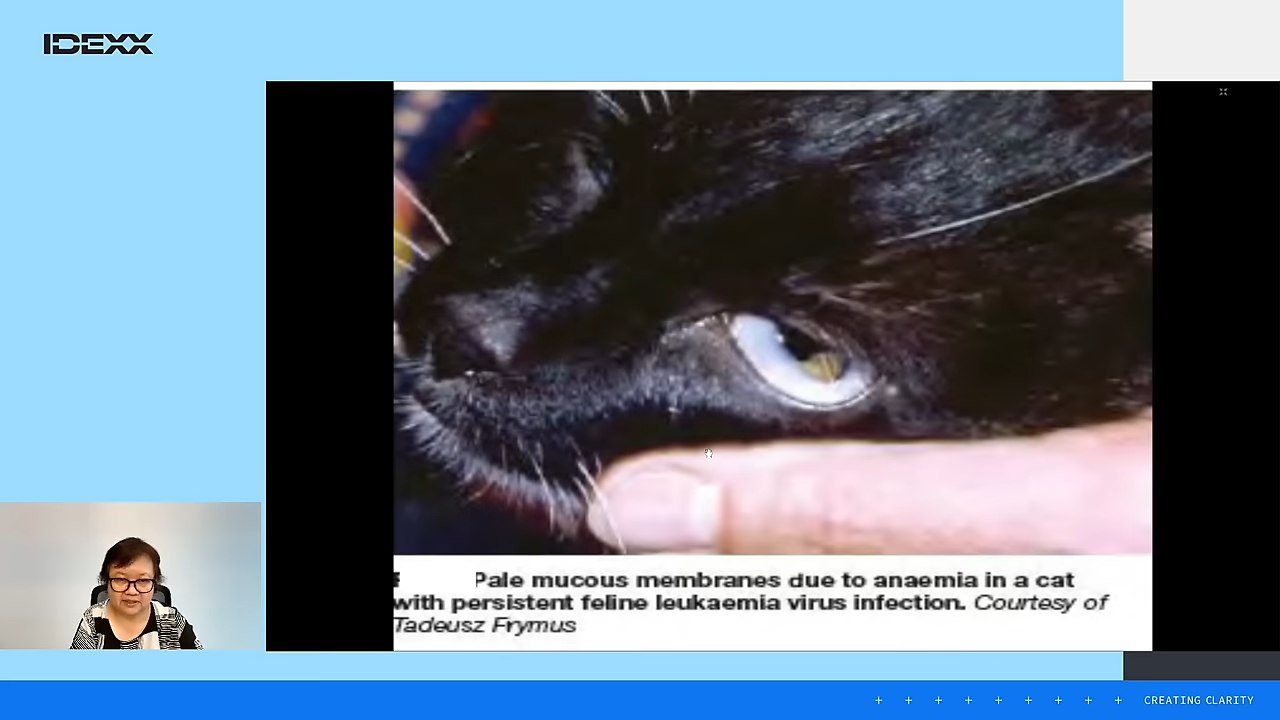 IDEXX
Pale mucous membranes due to anaemia in a cat
with persistent feline leukaemia virus infection. Courtesy of
Tadeusz Frymus
+ + + + + + + + + CREATING CLARITY